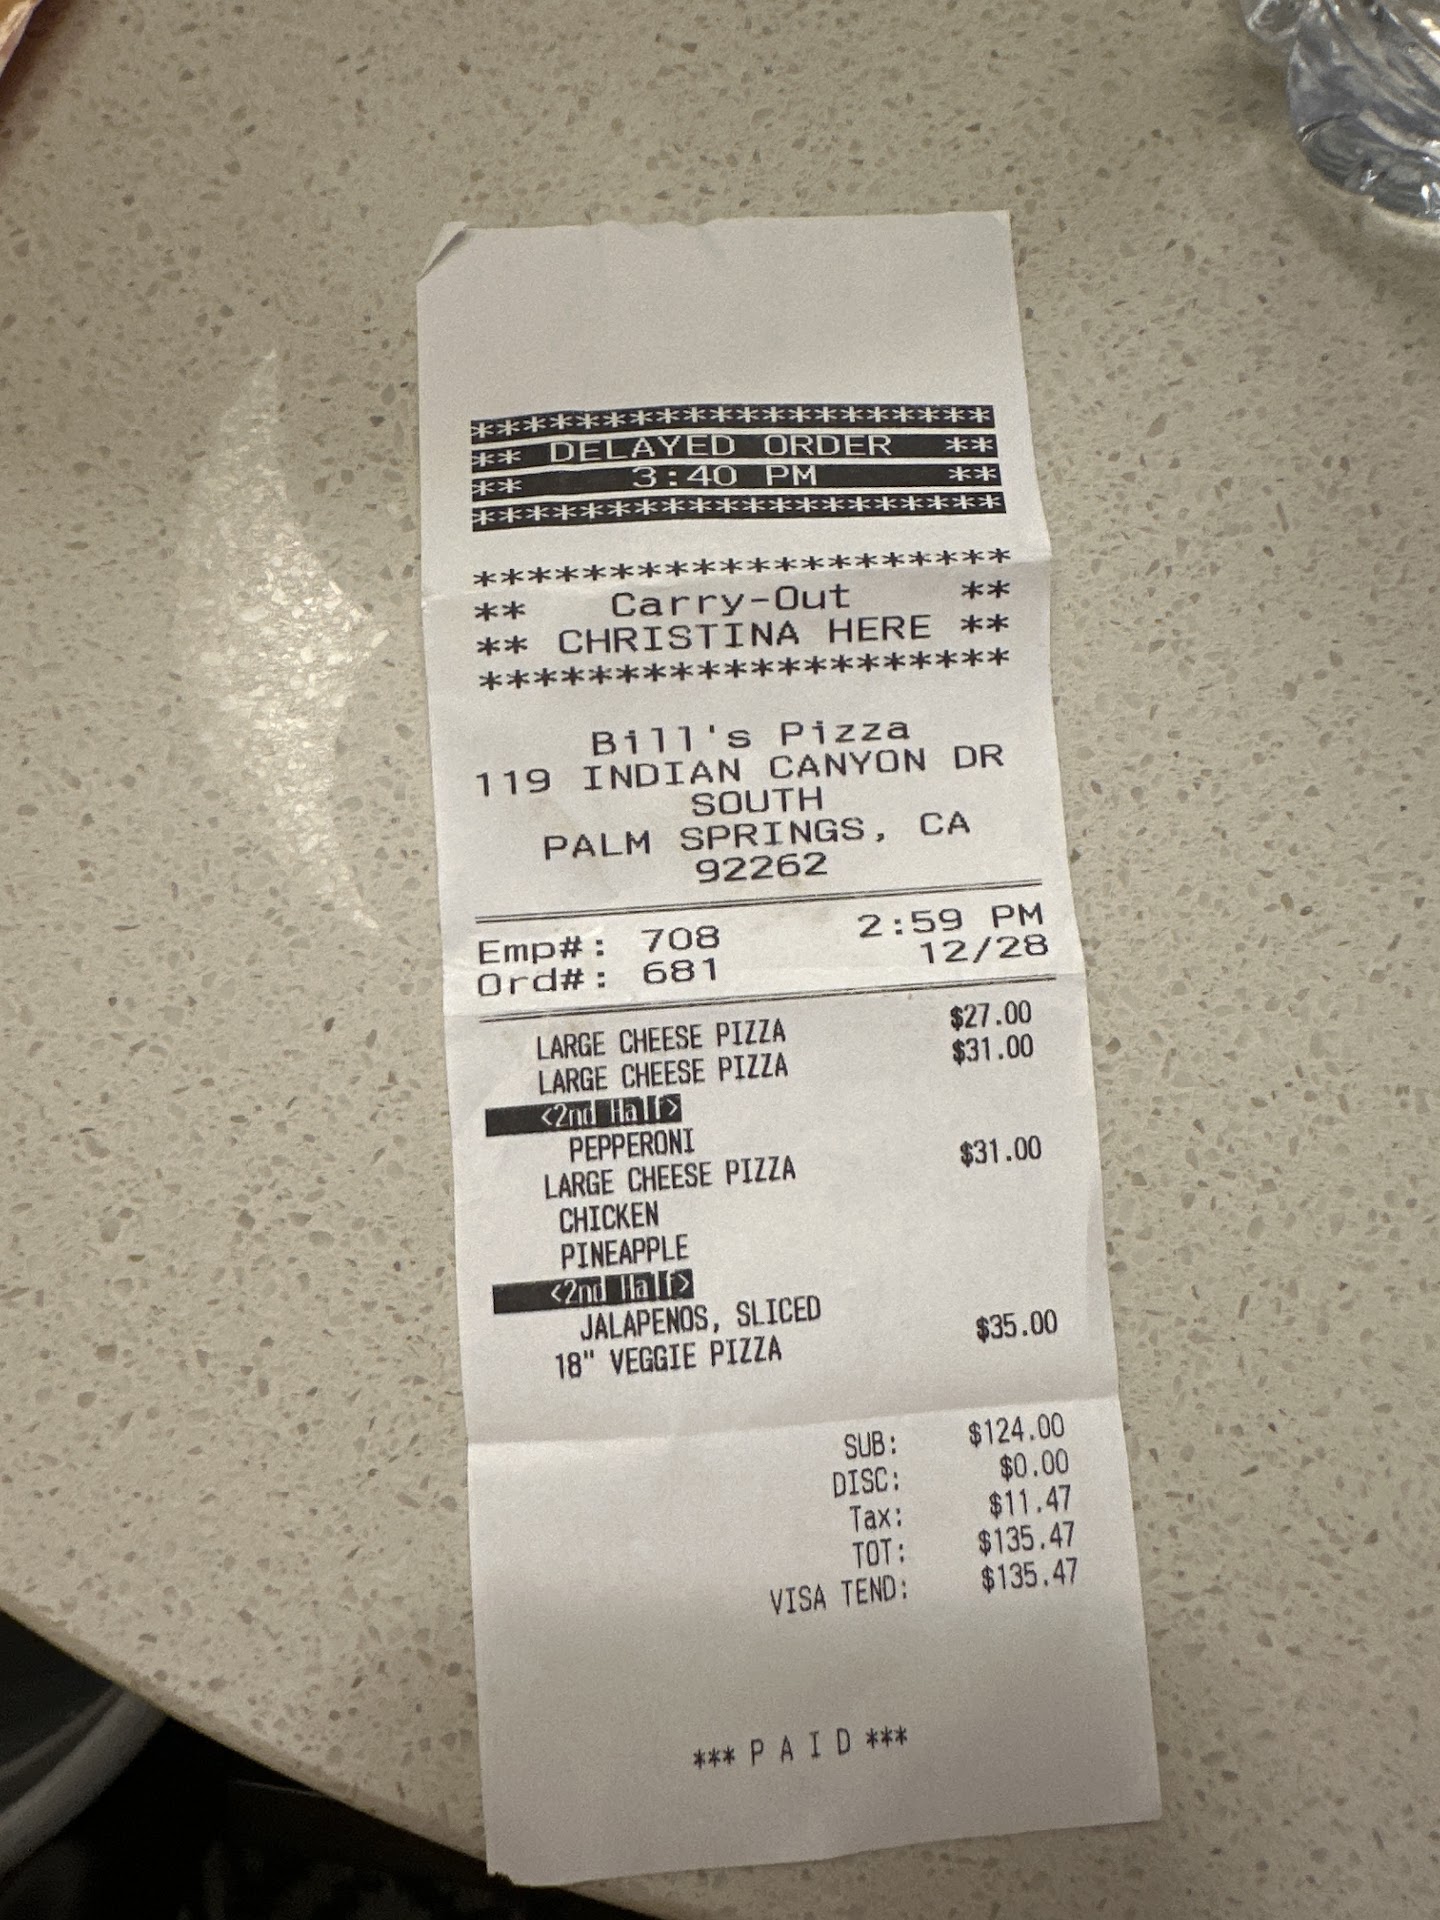 *******************
** DELAYED ORDER **
** 3:40 PM **
********************
********************
** Carry-Out **
** CHRISTINA HERE **
********************
Bill's Pizza
119 INDIAN CANYON DR
SOUTH
PALM SPRINGS, CA
92262
Emp#: 708 2:59 PM
Ord#: 681 12/28
LARGE CHEESE PIZZA $27.00
LARGE CHEESE PIZZA $31.00
<2nd Half>
PEPPERONI
LARGE CHEESE PIZZA $31.00
CHICKEN
PINEAPPLE
<2nd Half>
JALAPENOS, SLICED
18" VEGGIE PIZZA $35.00
SUB: $124.00
DISC: $0.00
Tax: $11.47
TOT: $135.47
VISA TEND: $135.47
*** P A I D ***